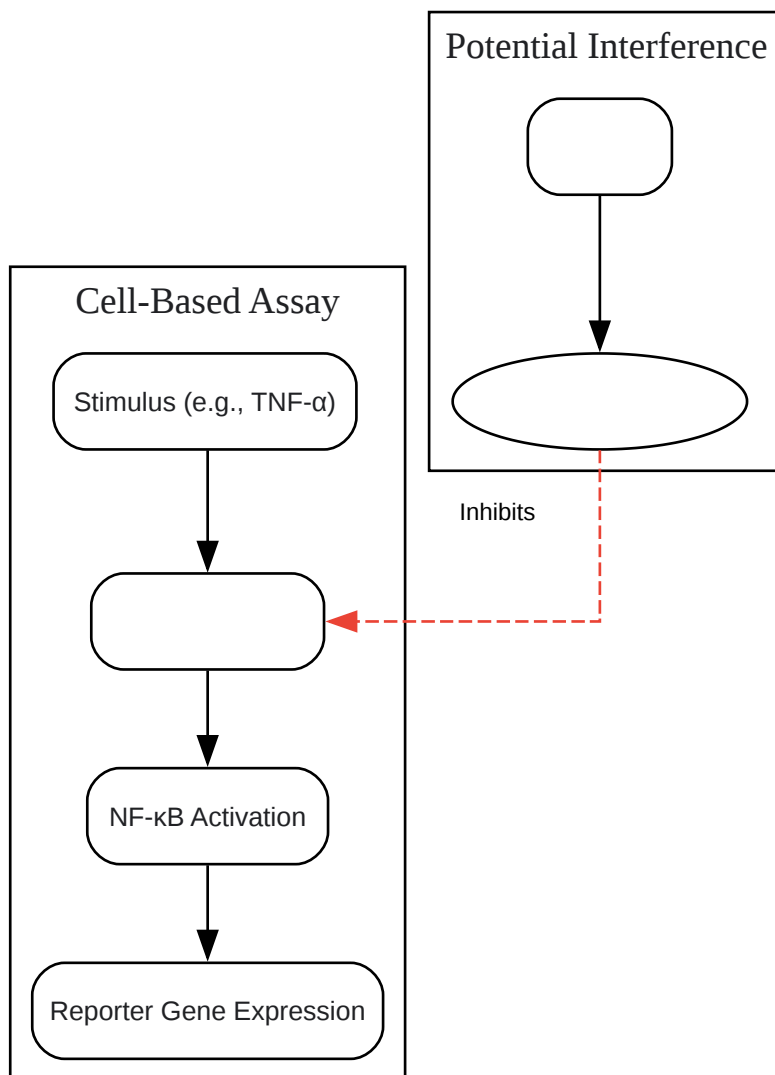 Potential Interference
Cell-Based Assay
Stimulus (e.g., TNF-α)
Inhibits
NF-κB Activation
Reporter Gene Expression